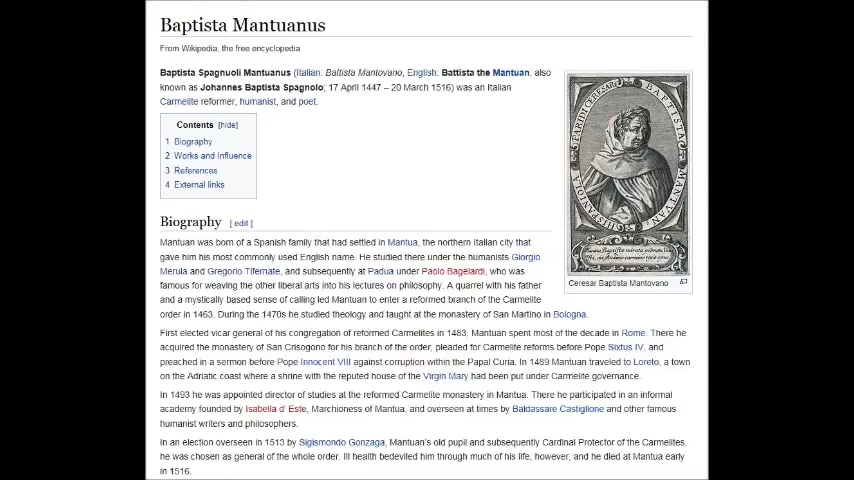 Baptista Mantuanus
From Wikipedia, the free encyclopedia
Baptista Spagnuoli Mantuanus (Italian: Battista Mantovano, English: Battista the Mantuan, also
known as Johannes Baptista Spagnolo; 17 April 1447 – 20 March 1516) was an Italian
Carmelite reformer, humanist, and poet.
Contents [hide]
1 Biography
2 Works and Influence
3 References
4 External links
PARIDI CERESAR BAPTISTA
HISPANIOLA MANTUAN
Ceresar Baptista Mantovano
Biography [ edit ]
Mantuan was born of a Spanish family that had settled in Mantua, the northern Italian city that
gave him his most commonly used English name. He studied there under the humanists Giorgio
Merula and Gregorio Tifernate, and subsequently at Padua under Paolo Bagelardi, who was
famous for weaving the other liberal arts into his lectures on philosophy. A quarrel with his father
and a mystically based sense of calling led Mantuan to enter a reformed branch of the Carmelite
order in 1463. During the 1470s he studied theology and taught at the monastery of San Martino in Bologna.
First elected vicar general of his congregation of reformed Carmelites in 1483, Mantuan spent most of the decade in Rome. There he
acquired the monastery of San Crisogono for his branch of the order, pleaded for Carmelite reforms before Pope Sixtus IV, and
preached in a sermon before Pope Innocent VIII against corruption within the Papal Curia. In 1489 Mantuan traveled to Loreto, a town
on the Adriatic coast where a shrine with the reputed house of the Virgin Mary had been put under Carmelite governance.
In 1493 he was appointed director of studies at the reformed Carmelite monastery in Mantua. There he participated in an informal
academy founded by Isabella d' Este, Marchioness of Mantua, and overseen at times by Baldassare Castiglione and other famous
humanist writers and philosophers.
In an election overseen in 1513 by Sigismondo Gonzaga, Mantuan's old pupil and subsequently Cardinal Protector of the Carmelites,
he was chosen as general of the whole order. Ill health bedeviled him through much of his life, however, and he died at Mantua early
in 1516.